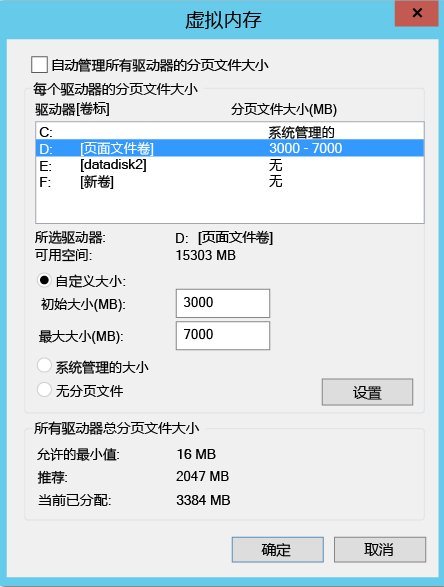 虚拟内存
自动管理所有驱动器的分页文件大小
每个驱动器的分页文件大小
驱动器[卷标] 分页文件大小(MB)
C: 系统管理的
D: [页面文件卷] 3000 - 7000
E: [datadisk2] 无
F: [新卷] 无
所选驱动器: D: [页面文件卷]
可用空间: 15303 MB
自定义大小:
初始大小(MB): 3000
最大大小(MB): 7000
系统管理的大小
无分页文件
设置
所有驱动器总分页文件大小
允许的最小值: 16 MB
推荐: 2047 MB
当前已分配: 3384 MB
确定 取消